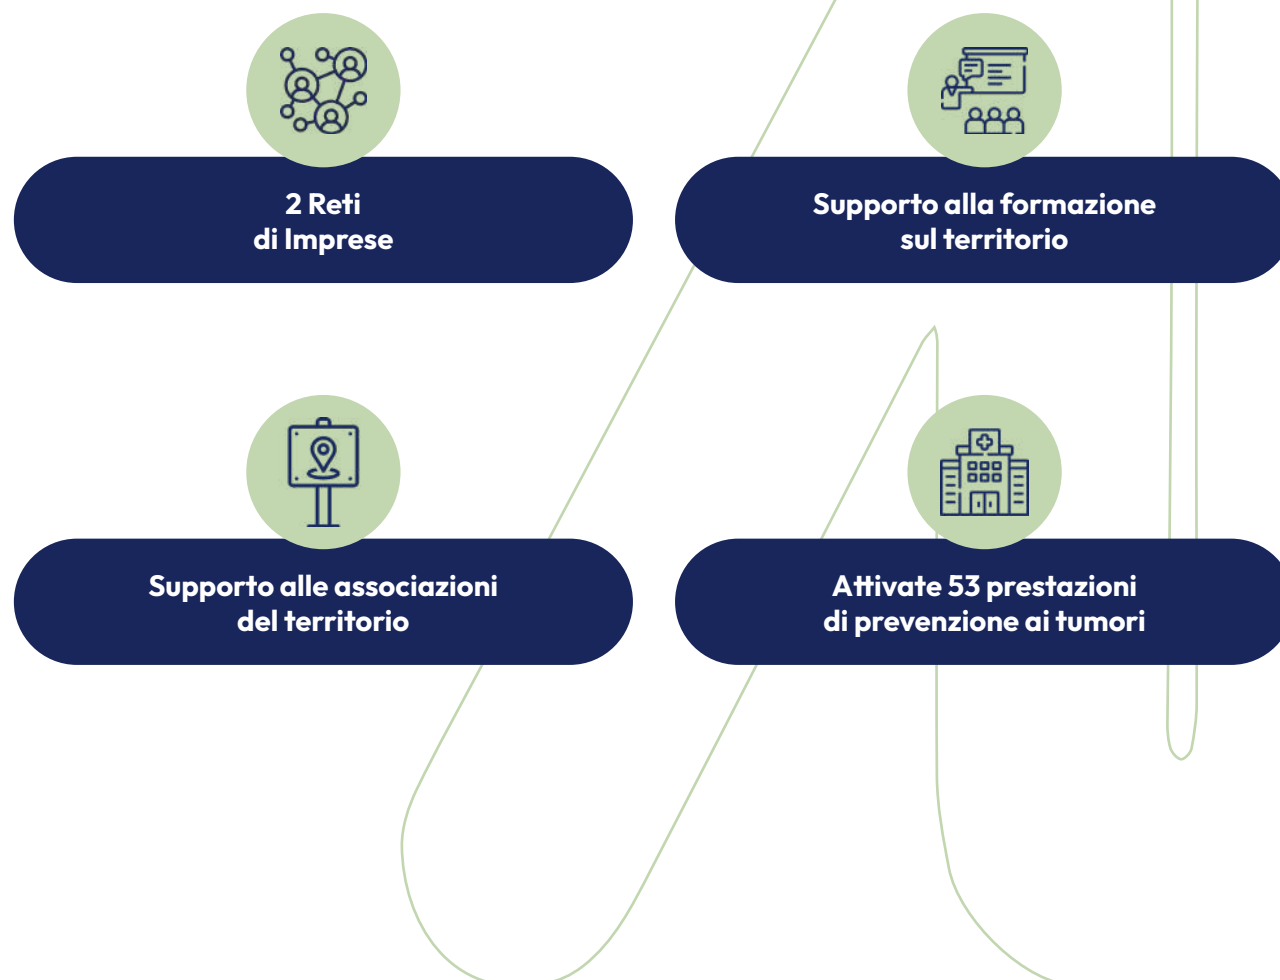 2 Reti
di Imprese
Supporto alla formazione
sul territorio
Supporto alle associazioni
del territorio
Attivate 53 prestazioni
di prevenzione ai tumori